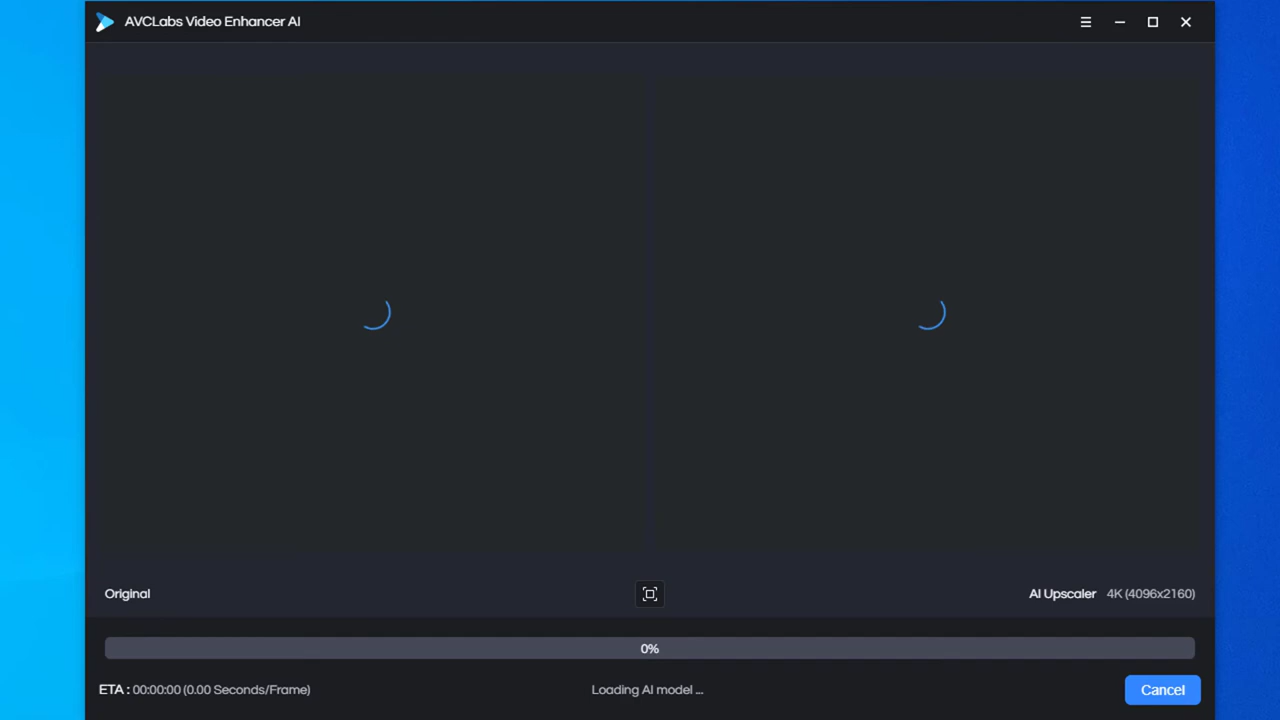 AVCLabs Video Enhancer AI
Original
AI Upscaler 4K (4096x2160)
0%
ETA : 00:00:00 (0.00 Seconds/Frame)
Loading AI model ...
Cancel